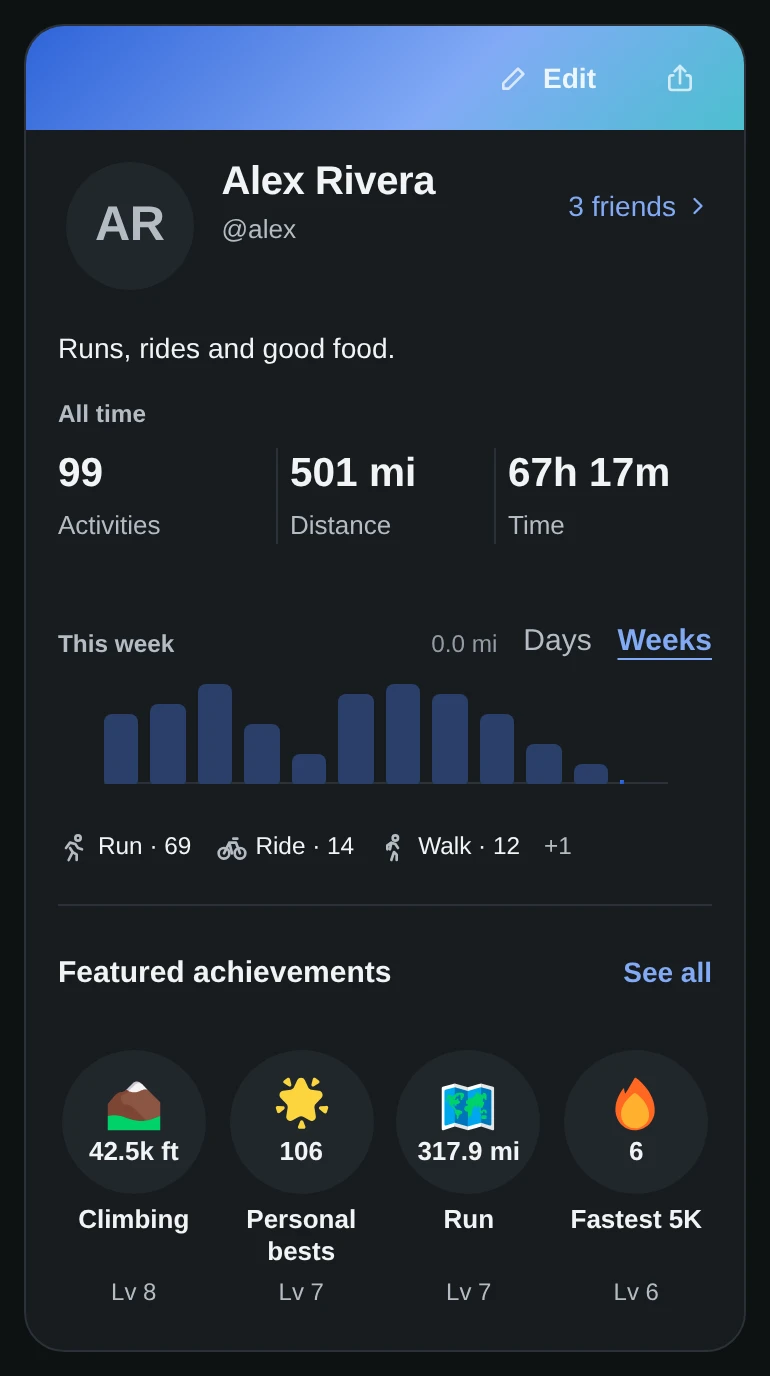 Edit
AR
Alex Rivera
@alex
3 friends
Runs, rides and good food.
All time
99
Activities
501 mi
Distance
67h 17m
Time
This week
0.0 mi
Days
Weeks
Run · 69
Ride · 14
Walk · 12
+1
Featured achievements
See all
42.5k ft
Climbing
Lv 8
106
Personal
bests
Lv 7
317.9 mi
Run
Lv 7
6
Fastest 5K
Lv 6